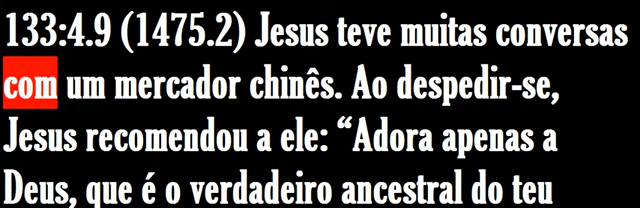 133:4.9 (1475.2) Jesus teve muitas conversas
com um mercador chinês. Ao despedir-se,
Jesus recomendou a ele: “Adora apenas a
Deus, que é o verdadeiro ancestral do teu